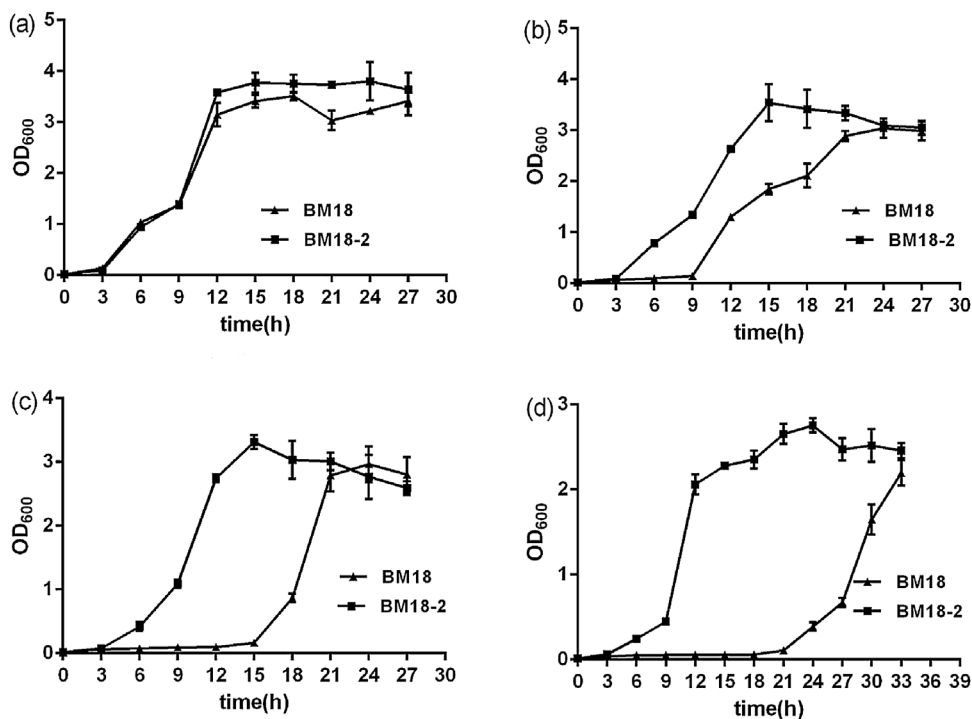 (a)
OD600
5
4
3
2
1
0
BM18
BM18-2
0 3 6 9 12 15 18 21 24 27 30
time(h)
(b)
OD600
5
4
3
2
1
0
BM18
BM18-2
0 3 6 9 12 15 18 21 24 27 30
time(h)
(c)
OD600
4
3
2
1
0
BM18
BM18-2
0 3 6 9 12 15 18 21 24 27 30
time(h)
(d)
OD600
3
2
1
0
BM18
BM18-2
0 3 6 9 12 15 18 21 24 27 30 33 36 39
time(h)